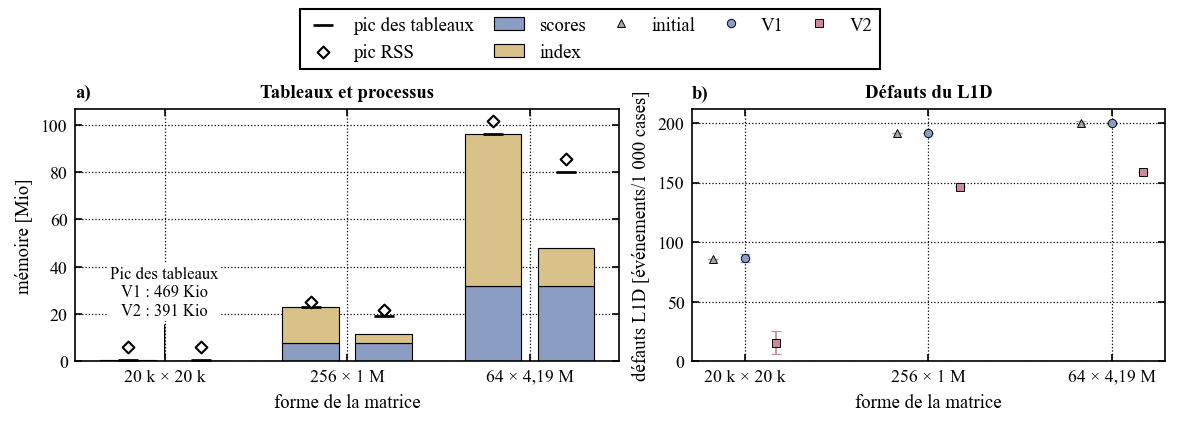 pic des tableaux
scores
initial
V1
V2
pic RSS
index
a)
Tableaux et processus
mémoire [Mio]
100
80
60
40
20
0
Pic des tableaux
V1 : 469 Kio
V2 : 391 Kio
20 k × 20 k
256 × 1 M
64 × 4,19 M
forme de la matrice
b)
Défauts du L1D
défauts L1D [événements/1 000 cases]
200
150
100
50
0
20 k × 20 k
256 × 1 M
64 × 4,19 M
forme de la matrice